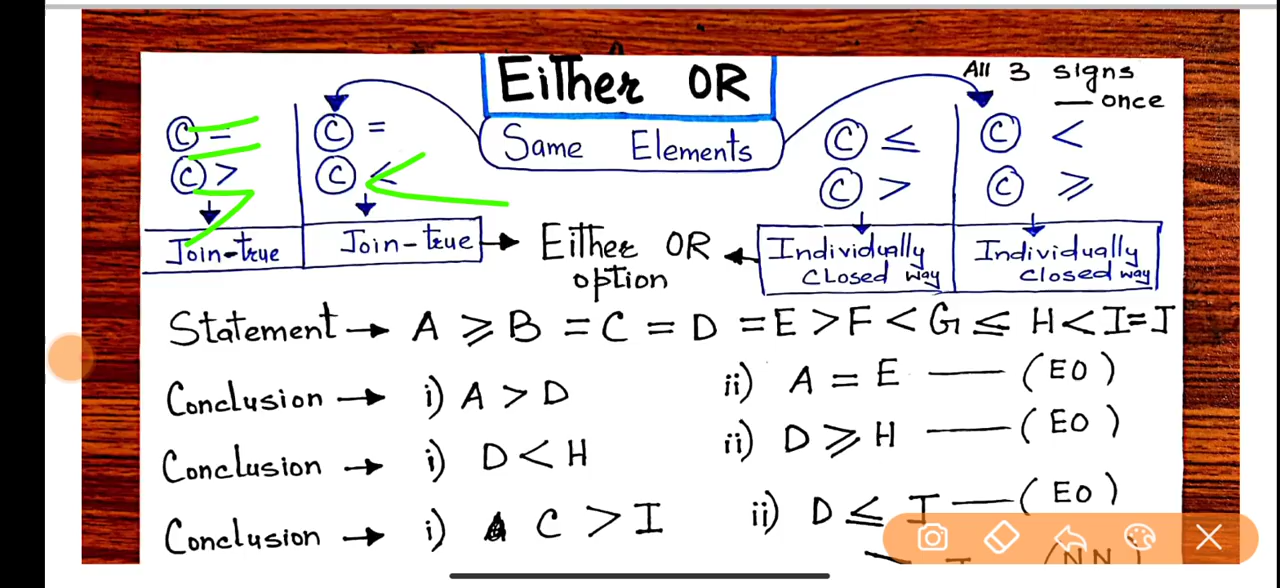 Either OR
Same Elements
All 3 signs
— once
Ⓒ =
Ⓒ >
Join-true
Ⓒ =
Ⓒ <
Join-true
Either OR
option
Ⓒ ≤
Ⓒ >
Individually
closed way
Ⓒ <
Ⓒ ≥
Individually
closed way
Statement → A ≥ B = C = D = E > F < G ≤ H < I = J
Conclusion → i) A > D ii) A = E — (EO)
Conclusion → i) D < H ii) D ≥ H — (EO)
Conclusion → i) C > I ii) D ≤ J — (EO)
(NN)